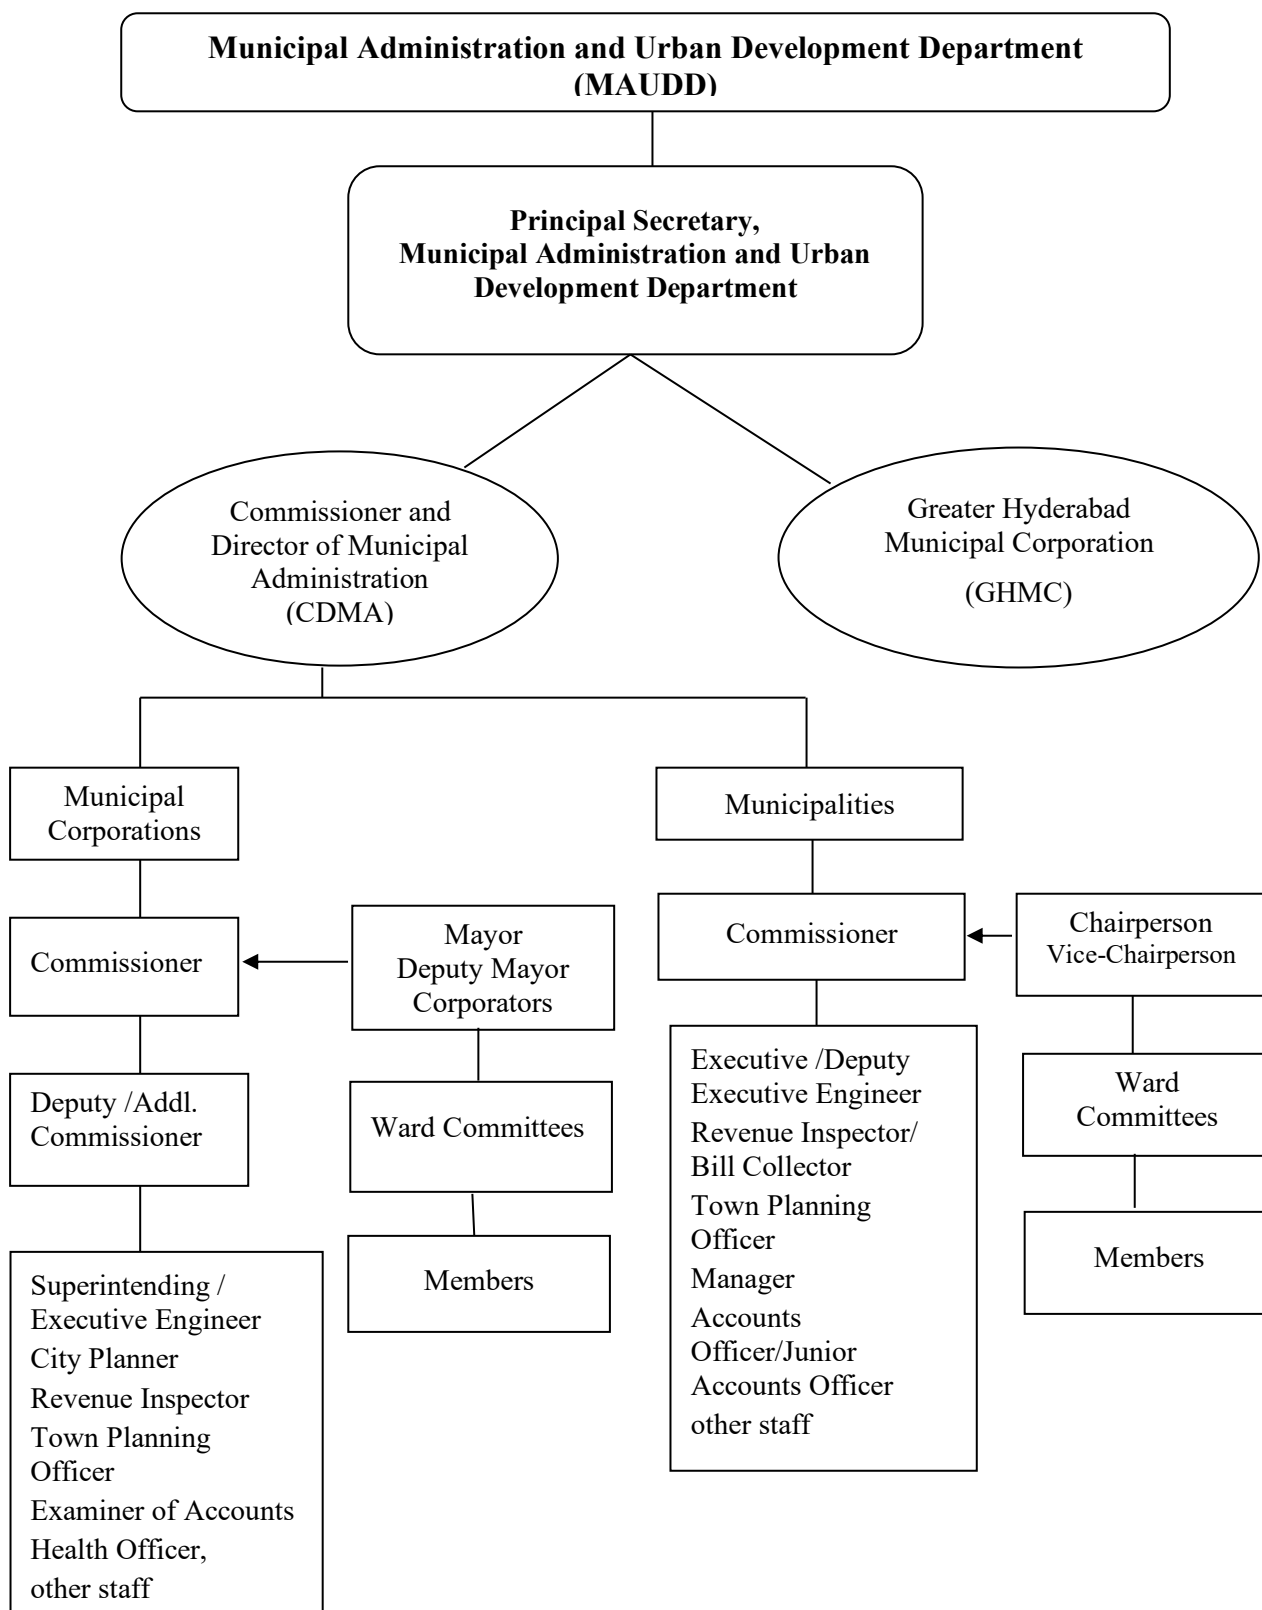 Municipal Administration and Urban Development Department
(MAUDD)
Principal Secretary,
Municipal Administration and Urban
Development Department
Commissioner and
Director of Municipal
Administration
(CDMA)
Greater Hyderabad
Municipal Corporation
(GHMC)
Municipal
Corporations
Municipalities
Commissioner
Mayor
Deputy Mayor
Corporators
Commissioner
Chairperson
Vice-Chairperson
Deputy /Addl.
Commissioner
Ward Committees
Executive /Deputy
Executive Engineer
Revenue Inspector/
Bill Collector
Town Planning
Officer
Manager
Accounts
Officer/Junior
Accounts Officer
other staff
Ward
Committees
Superintending /
Executive Engineer
City Planner
Revenue Inspector
Town Planning
Officer
Examiner of Accounts
Health Officer,
other staff
Members
Members